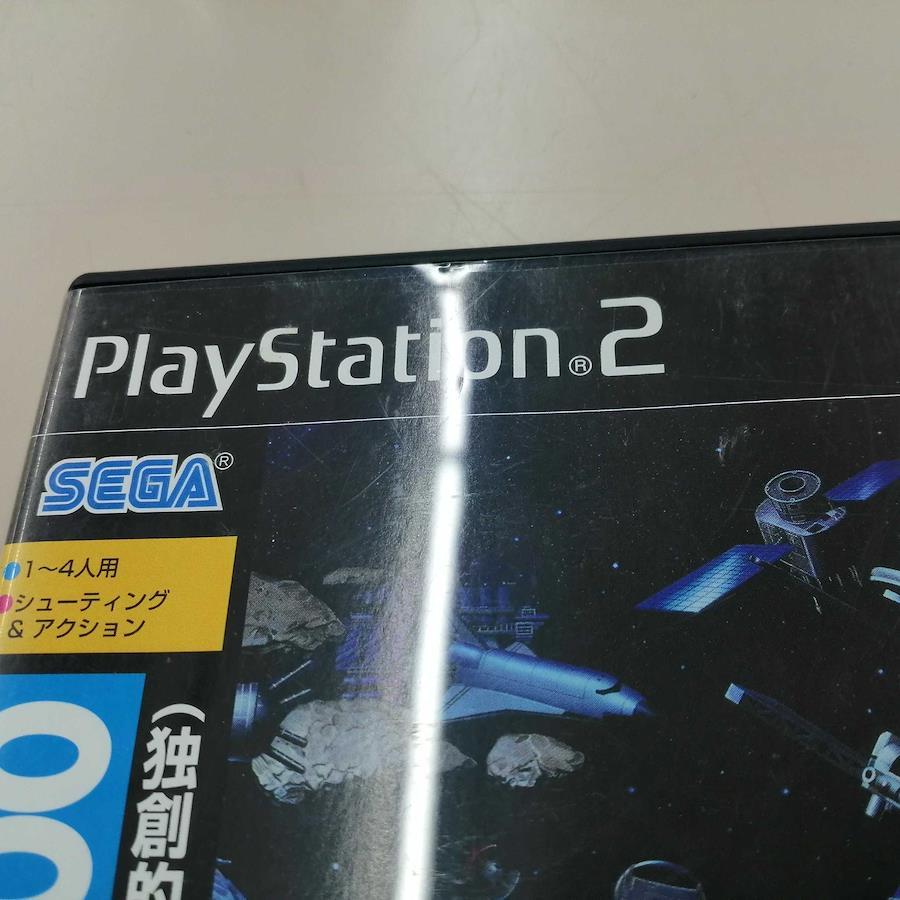 PlayStation®2
SEGA®
1〜4人用
シューティング
& アクション
(独創的